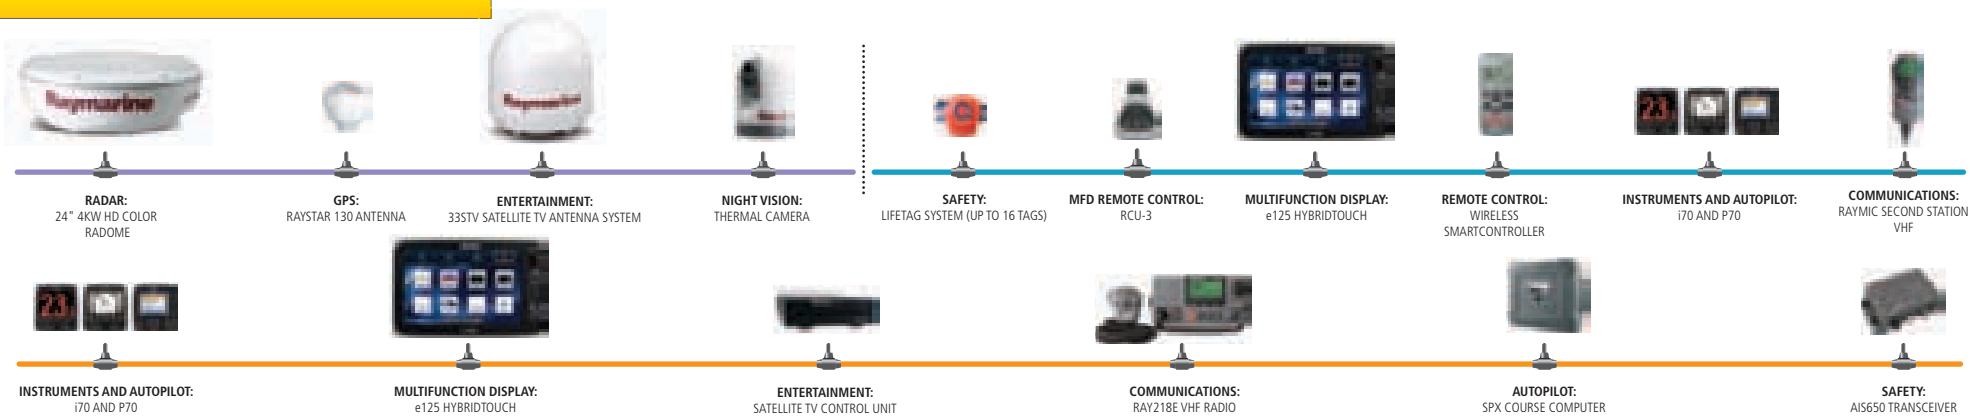 Raymarine
Raymarine
RADAR:
24" 4KW HD COLOR
RADOME
GPS:
RAYSTAR 130 ANTENNA
ENTERTAINMENT:
33STV SATELLITE TV ANTENNA SYSTEM
NIGHT VISION:
THERMAL CAMERA
SAFETY:
LIFETAG SYSTEM (UP TO 16 TAGS)
MFD REMOTE CONTROL:
RCU-3
MULTIFUNCTION DISPLAY:
e125 HYBRIDTOUCH
REMOTE CONTROL:
WIRELESS
SMARTCONTROLLER
INSTRUMENTS AND AUTOPILOT:
i70 AND P70
COMMUNICATIONS:
RAYMIC SECOND STATION
VHF
INSTRUMENTS AND AUTOPILOT:
i70 AND P70
MULTIFUNCTION DISPLAY:
e125 HYBRIDTOUCH
ENTERTAINMENT:
SATELLITE TV CONTROL UNIT
COMMUNICATIONS:
RAY218E VHF RADIO
AUTOPILOT:
SPX COURSE COMPUTER
SAFETY:
AIS650 TRANSCEIVER